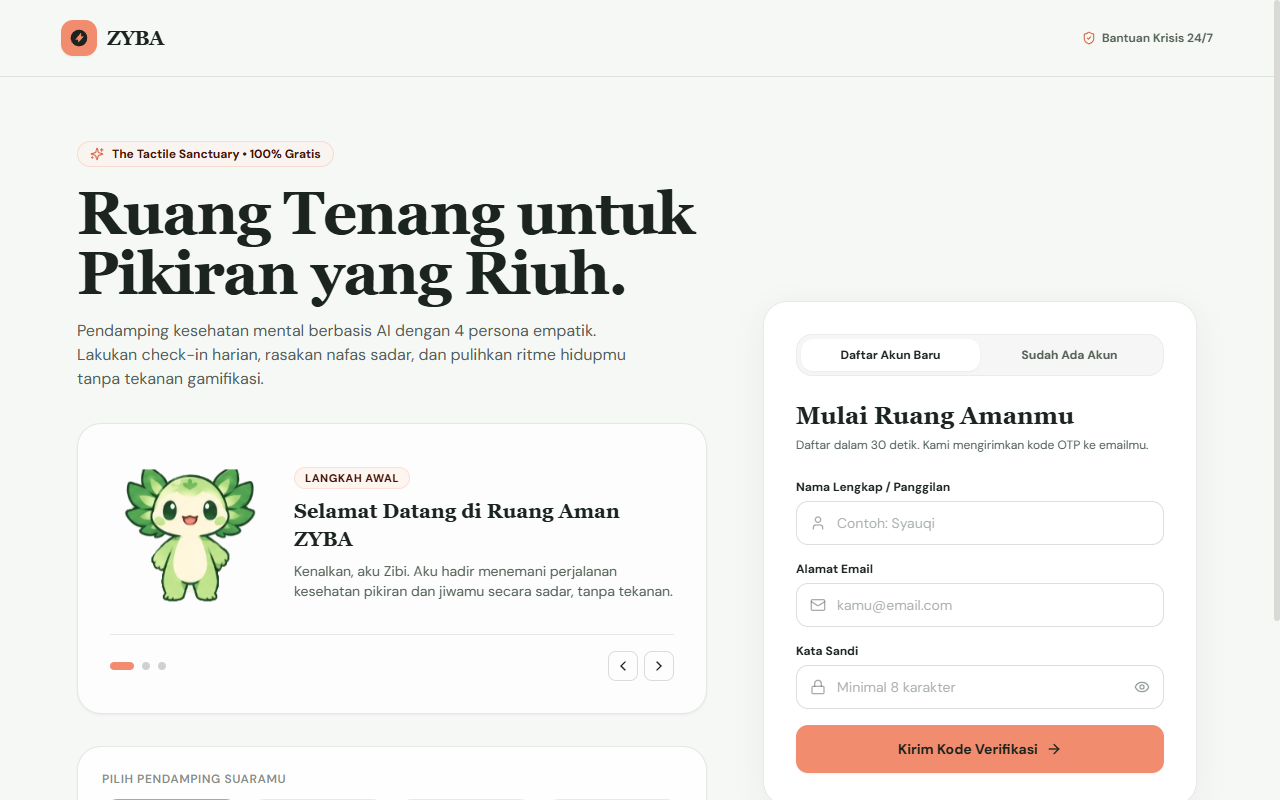 ZYBA
Bantuan Krisis 24/7
The Tactile Sanctuary • 100% Gratis
Ruang Tenang untuk
Pikiran yang Riuh.
Pendamping kesehatan mental berbasis AI dengan 4 persona empatik.
Lakukan check-in harian, rasakan nafas sadar, dan pulihkan ritme hidupmu
tanpa tekanan gamifikasi.
LANGKAH AWAL
Selamat Datang di Ruang Aman
ZYBA
Kenalkan, aku Zibi. Aku hadir menemani perjalanan
kesehatan pikiran dan jiwamu secara sadar, tanpa tekanan.
PILIH PENDAMPING SUARAMU
Daftar Akun Baru
Sudah Ada Akun
Mulai Ruang Amanmu
Daftar dalam 30 detik. Kami mengirimkan kode OTP ke emailmu.
Nama Lengkap / Panggilan
Contoh: Syauqi
Alamat Email
kamu@email.com
Kata Sandi
Minimal 8 karakter
Kirim Kode Verifikasi →